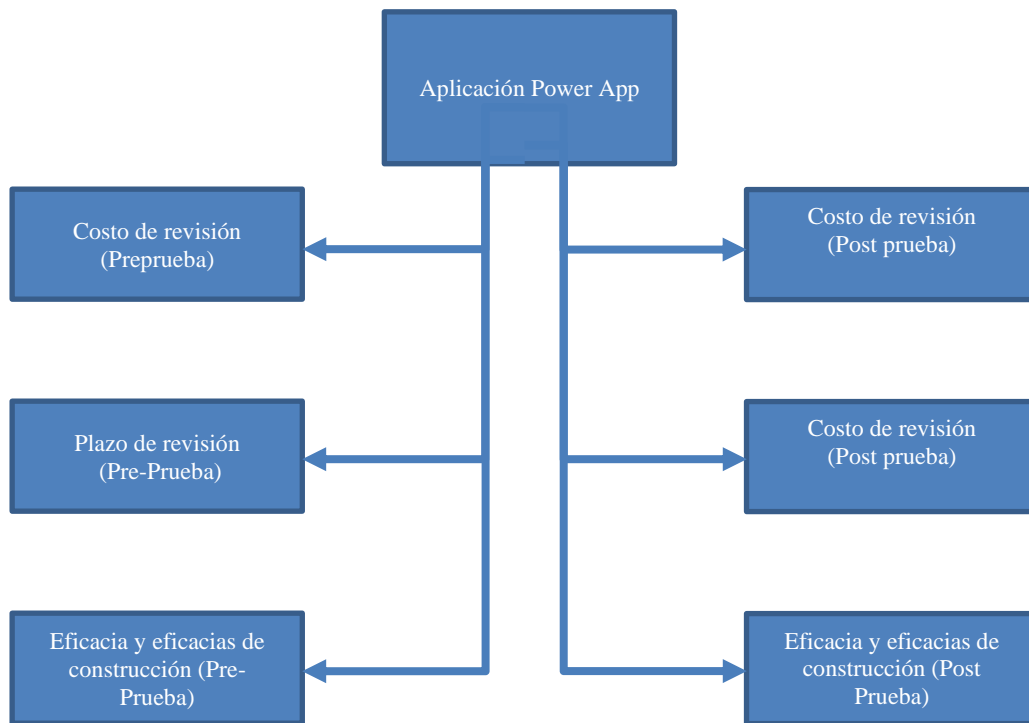 Aplicación Power App
Costo de revisión
(Preprueba)
Costo de revisión
(Post prueba)
Plazo de revisión
(Pre-Prueba)
Costo de revisión
(Post prueba)
Eficacia y eficacias de
construcción (Pre-
Prueba)
Eficacia y eficacias de
construcción (Post
Prueba)